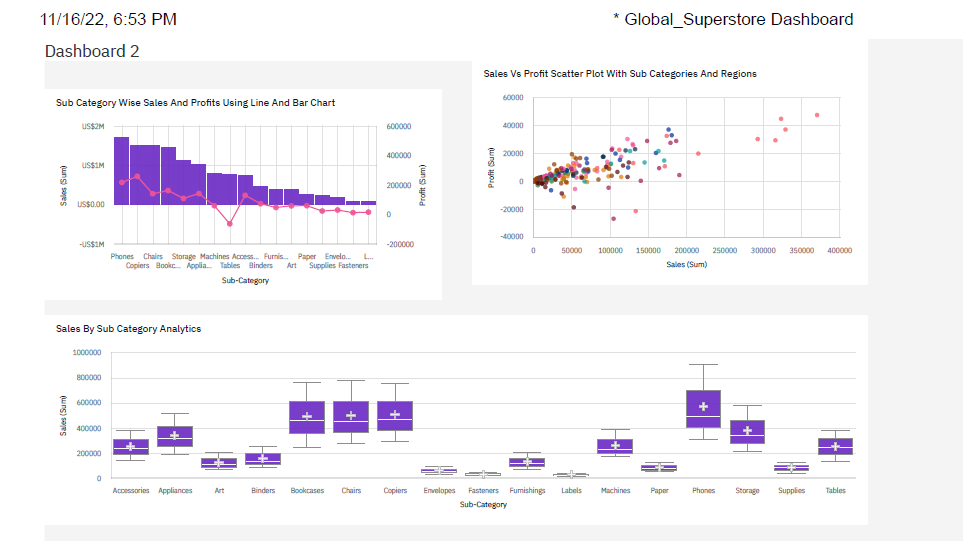 11/16/22, 6:53 PM
* Global_Superstore Dashboard
Dashboard 2
Sub Category Wise Sales And Profits Using Line And Bar Chart
Sales (Sum)
US$2M
US$1M
US$0.00
-US$1M
600000
400000
200000
0
-200000
Profit (Sum)
Phones Chairs Storage Machines Access... Furnis... Paper Envelo... L...
Copiers Bookc... Applia... Tables Binders Art Supplies Fasteners
Sub-Category
Sales Vs Profit Scatter Plot With Sub Categories And Regions
Profit (Sum)
60000
40000
20000
0
-20000
-40000
0 50000 100000 150000 200000 250000 300000 350000 400000
Sales (Sum)
Sales By Sub Category Analytics
Sales (Sum)
1000000
800000
600000
400000
200000
0
Accessories Appliances Art Binders Bookcases Chairs Copiers Envelopes Fasteners Furnishings Labels Machines Paper Phones Storage Supplies Tables
Sub-Category